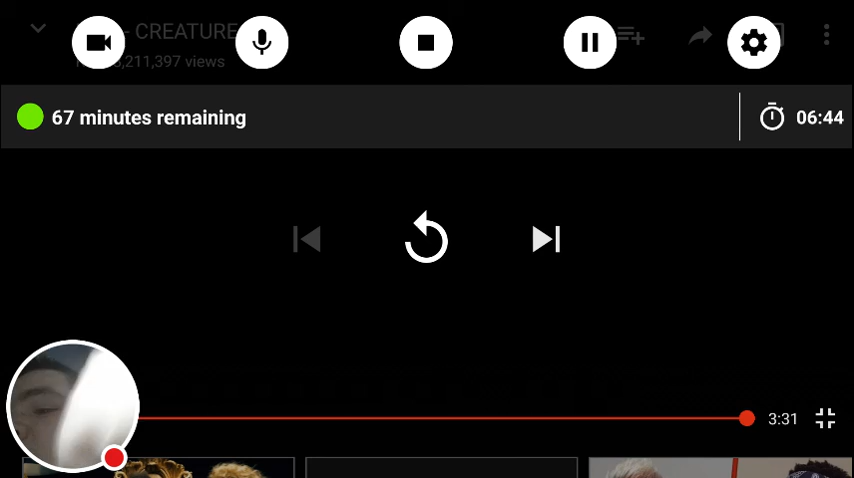 - CREATURE
211,397 views
67 minutes remaining
06:44
3:31